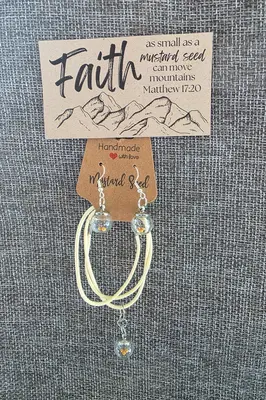 Faith
as small as a
mustard seed
can move
mountains
Matthew 17:20
Handmade
with love
Mustard Seed